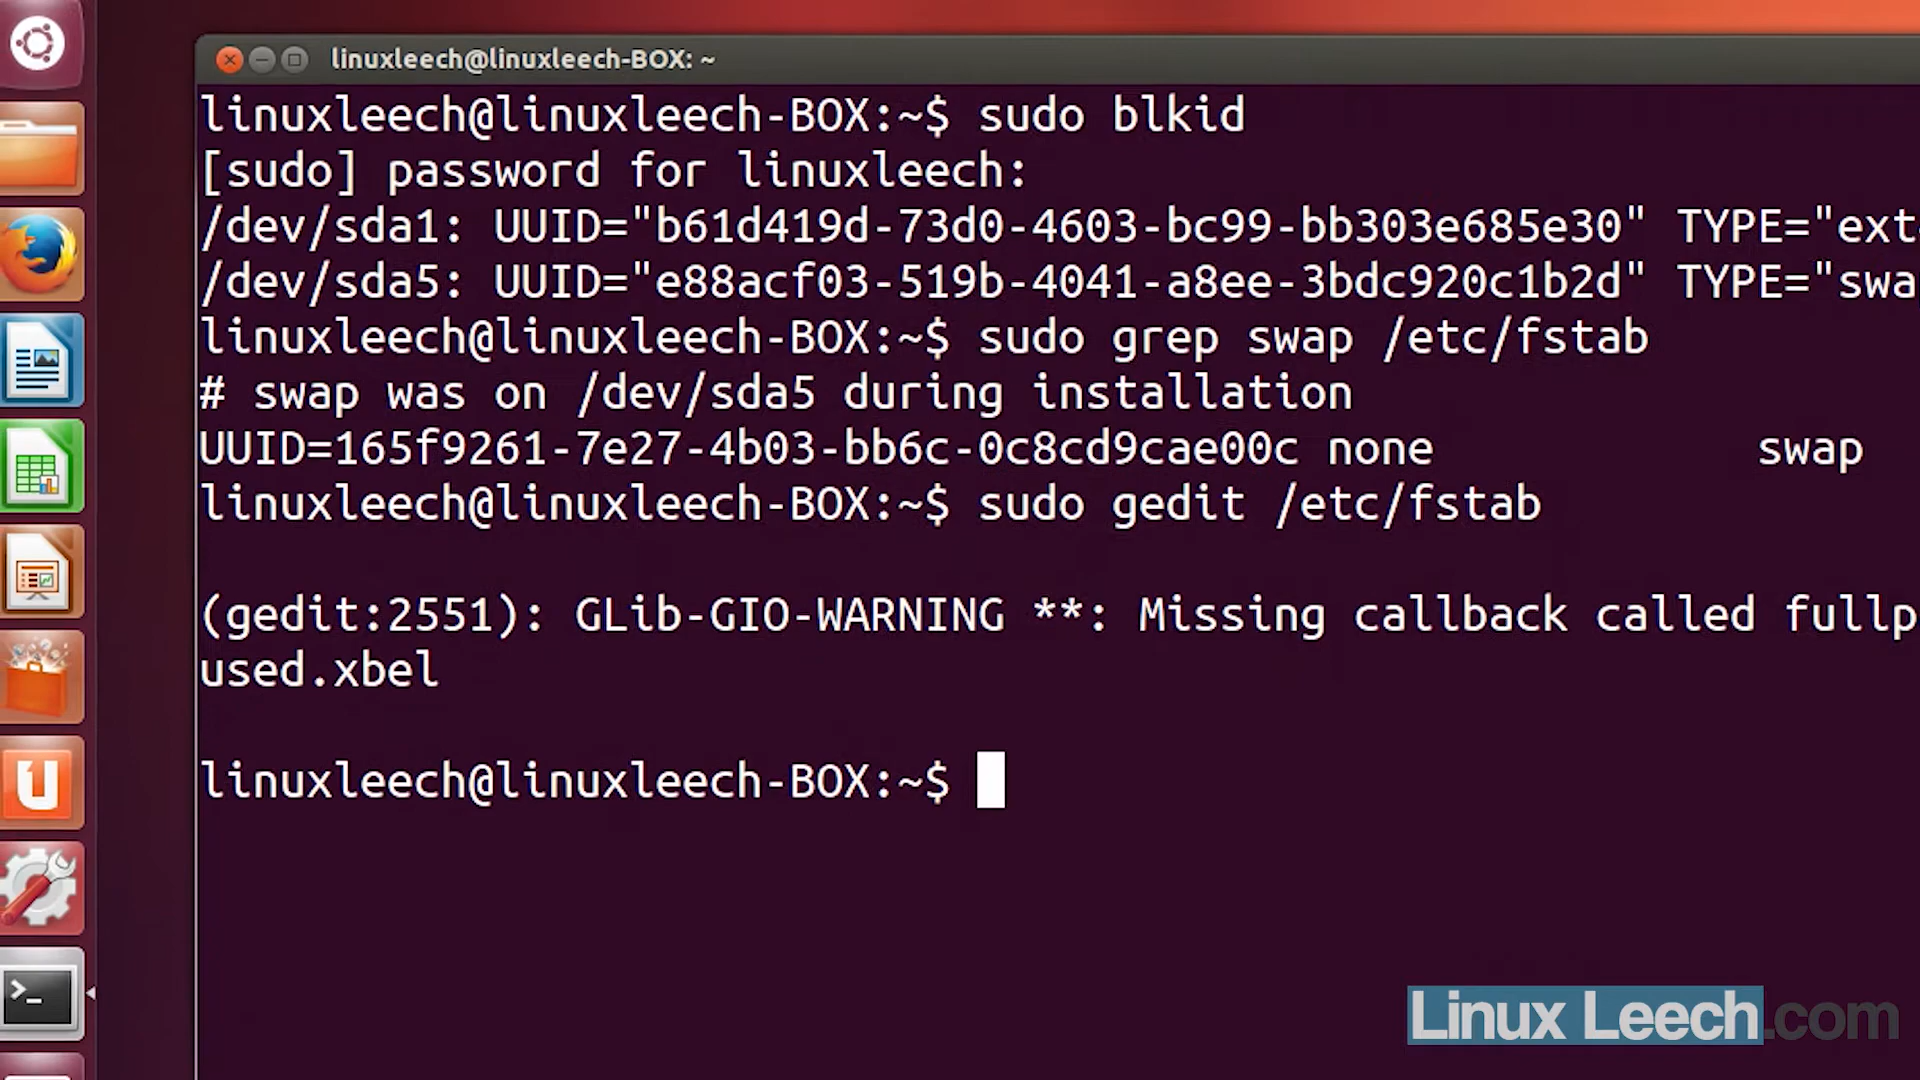 linuxleech@linuxleech-BOX: ~
linuxleech@linuxleech-BOX:~$ sudo blkid
[sudo] password for linuxleech:
/dev/sda1: UUID="b61d419d-73d0-4603-bc99-bb303e685e30" TYPE="ext
/dev/sda5: UUID="e88acf03-519b-4041-a8ee-3bdc920c1b2d" TYPE="swa
linuxleech@linuxleech-BOX:~$ sudo grep swap /etc/fstab
# swap was on /dev/sda5 during installation
UUID=165f9261-7e27-4b03-bb6c-0c8cd9cae00c none swap
linuxleech@linuxleech-BOX:~$ sudo gedit /etc/fstab
(gedit:2551): GLib-GIO-WARNING **: Missing callback called fullp
used.xbel
linuxleech@linuxleech-BOX:~$
Linux Leech.com